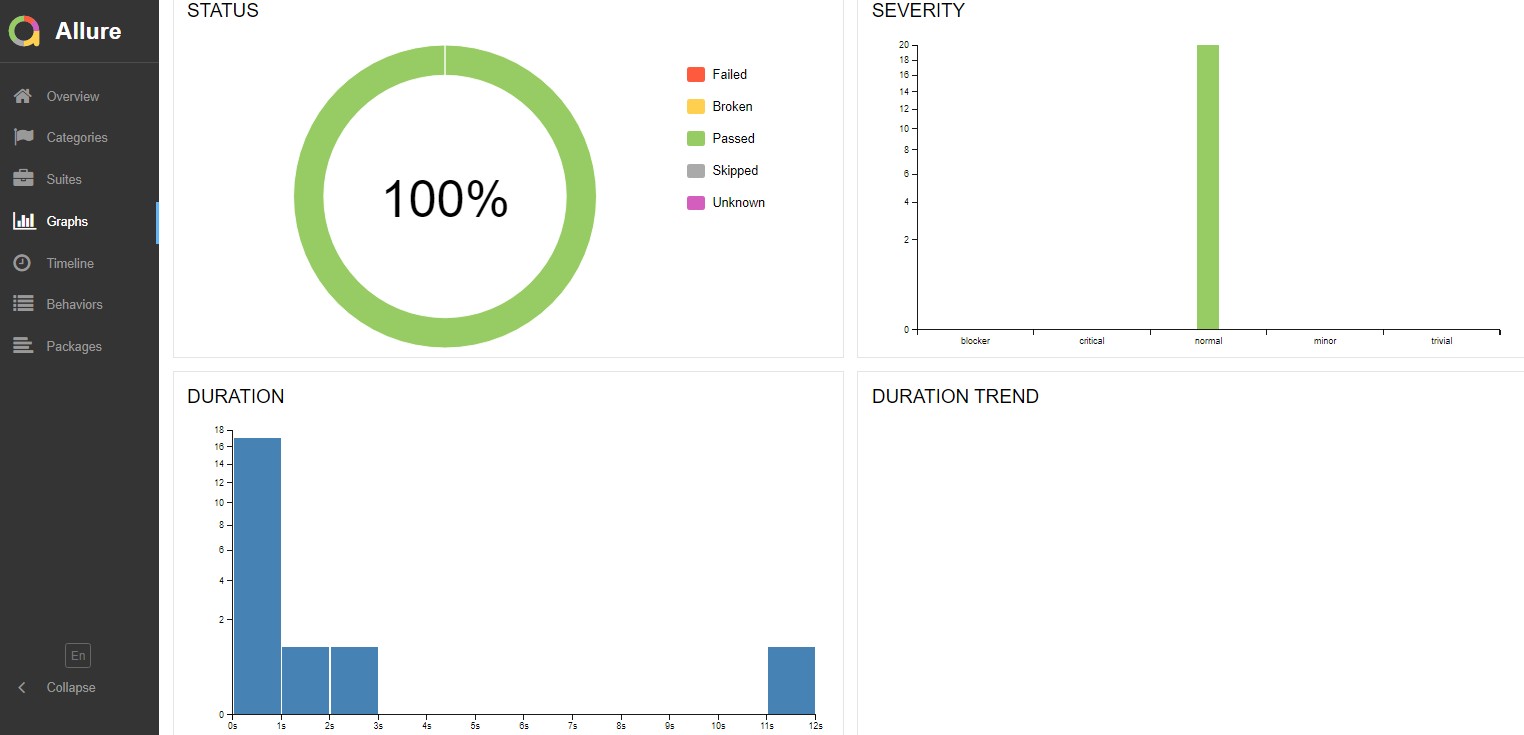 Allure
Overview
Categories
Suites
Graphs
Timeline
Behaviors
Packages
En
Collapse
STATUS
100%
Failed
Broken
Passed
Skipped
Unknown
SEVERITY
20
18
16
14
12
10
8
6
4
2
0
blocker critical normal minor trivial
DURATION
18
16
14
12
10
8
6
4
2
0
0s 1s 2s 3s 4s 5s 6s 7s 8s 9s 10s 11s 12s
DURATION TREND